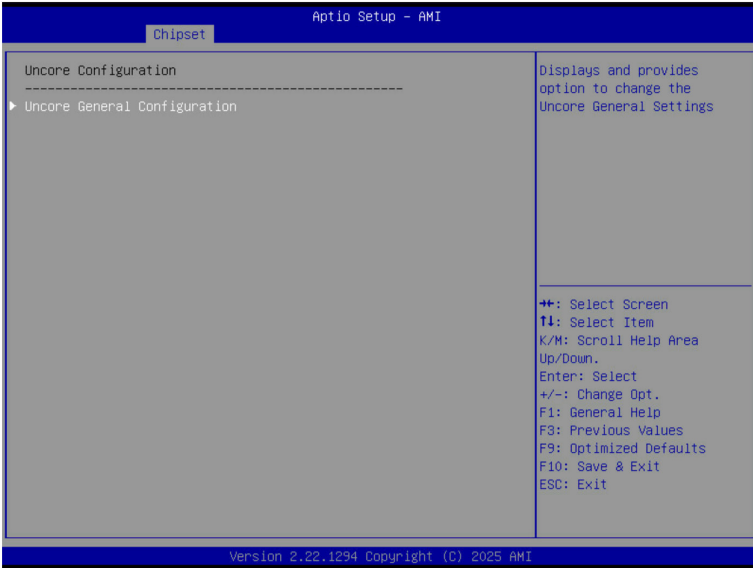 Aptio Setup – AMI
Chipset
Uncore Configuration
--------------------------------------------------
Uncore General Configuration
Displays and provides
option to change the
Uncore General Settings
→←: Select Screen
↑↓: Select Item
K/M: Scroll Help Area
Up/Down.
Enter: Select
+/-: Change Opt.
F1: General Help
F3: Previous Values
F9: Optimized Defaults
F10: Save & Exit
ESC: Exit
Version 2.22.1294 Copyright (C) 2025 AMI